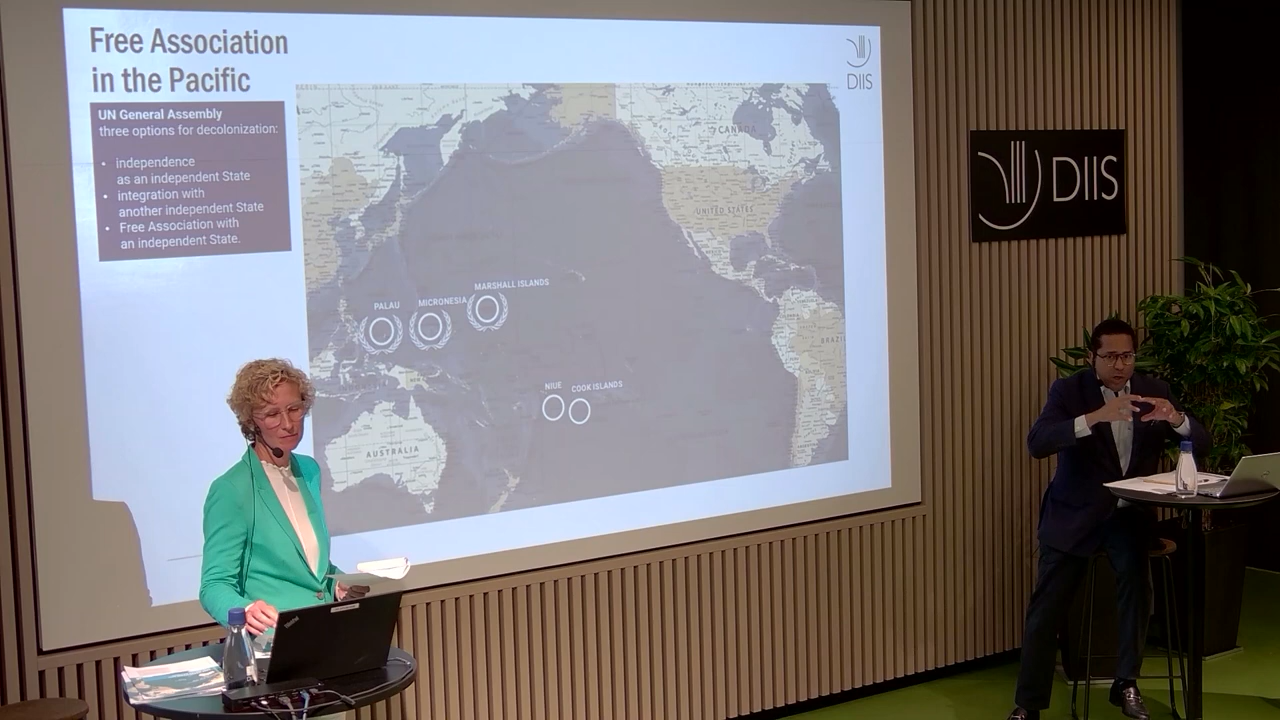 Free Association
in the Pacific
DIIS
UN General Assembly
three options for decolonization:
• independence
as an independent State
• integration with
another independent State
• Free Association with
an independent State.
CANADA
UNITED STATES
MARSHALL ISLANDS
PALAU
MICRONESIA
BRAZIL
NIUE
COOK ISLANDS
AUSTRALIA
DIIS
ThinkPad